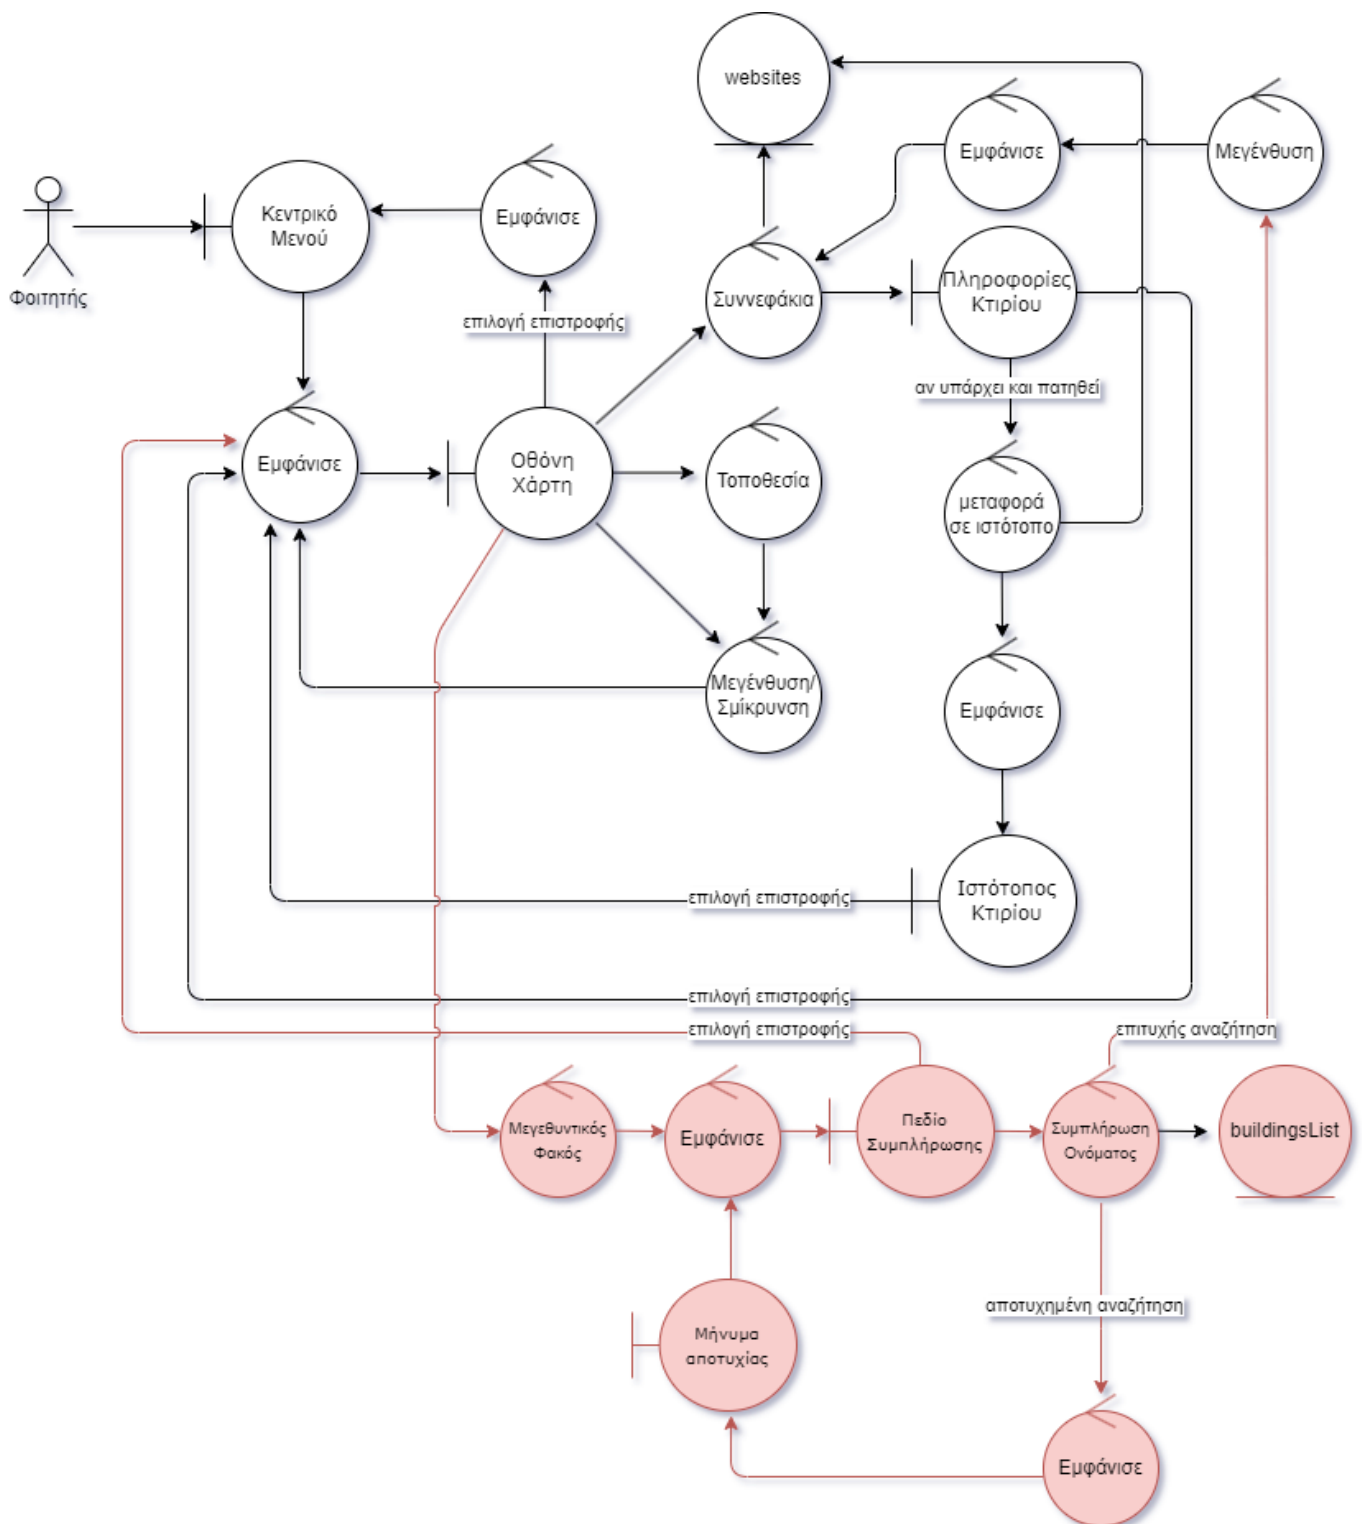 websites
Εμφάνισε
Μεγένθυση
Κεντρικό
Μενού
Εμφάνισε
Φοιτητής
Συννεφάκια
Πληροφορίες
Κτιρίου
επιλογή επιστροφής
αν υπάρχει και πατηθεί
Εμφάνισε
Οθόνη
Χάρτη
Τοποθεσία
μεταφορά
σε ιστότοπο
Μεγένθυση/
Σμίκρυνση
Εμφάνισε
επιλογή επιστροφής
Ιστότοπος
Κτιρίου
επιλογή επιστροφής
επιλογή επιστροφής
επιτυχής αναζήτηση
Μεγεθυντικός
Φακός
Εμφάνισε
Πεδίο
Συμπλήρωσης
Συμπλήρωση
Ονόματος
buildingsList
αποτυχημένη αναζήτηση
Μήνυμα
αποτυχίας
Εμφάνισε